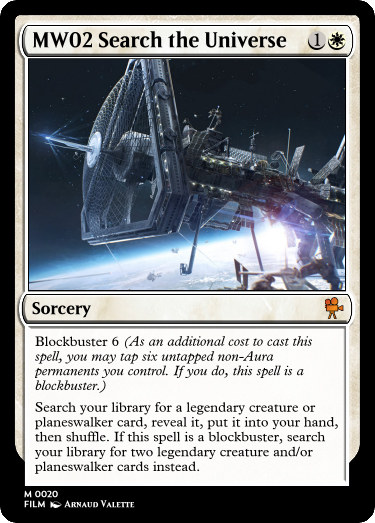 MW02 Search the Universe 1
Sorcery
Blockbuster 6 (As an additional cost to cast this
spell, you may tap six untapped non-Aura
permanents you control. If you do, this spell is a
blockbuster.)
Search your library for a legendary creature or
planeswalker card, reveal it, put it into your hand,
then shuffle. If this spell is a blockbuster, search
your library for two legendary creature and/or
planeswalker cards instead.
M 0020
FILM Arnaud Valette